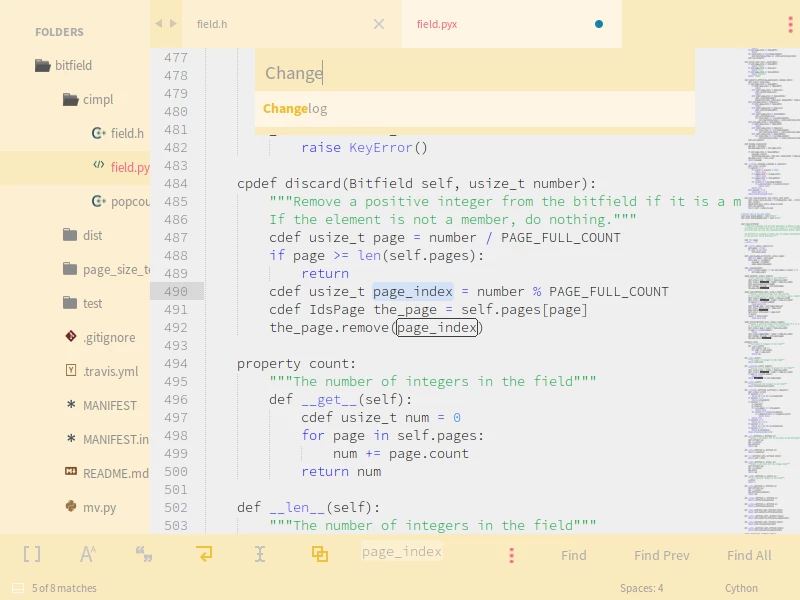 FOLDERS
bitfield
cimpl
field.h
field.py
popcou
dist
page_size_t
test
.gitignore
.travis.yml
MANIFEST
MANIFEST.in
README.md
mv.py
field.h
field.pyx
Change
Changelog
477
478
479
480
481
482 raise KeyError()
483
484 cpdef discard(Bitfield self, usize_t number):
485 """Remove a positive integer from the bitfield if it is a m
486 If the element is not a member, do nothing."""
487 cdef usize_t page = number / PAGE_FULL_COUNT
488 if page >= len(self.pages):
489 return
490 cdef usize_t page_index = number % PAGE_FULL_COUNT
491 cdef IdsPage the_page = self.pages[page]
492 the_page.remove(page_index)
493
494 property count:
495 """The number of integers in the field"""
496 def __get__(self):
497 cdef usize_t num = 0
498 for page in self.pages:
499 num += page.count
500 return num
501
502 def __len__(self):
503 """The number of integers in the field"""
page_index
Find
Find Prev
Find All
5 of 8 matches
Spaces: 4
Cython